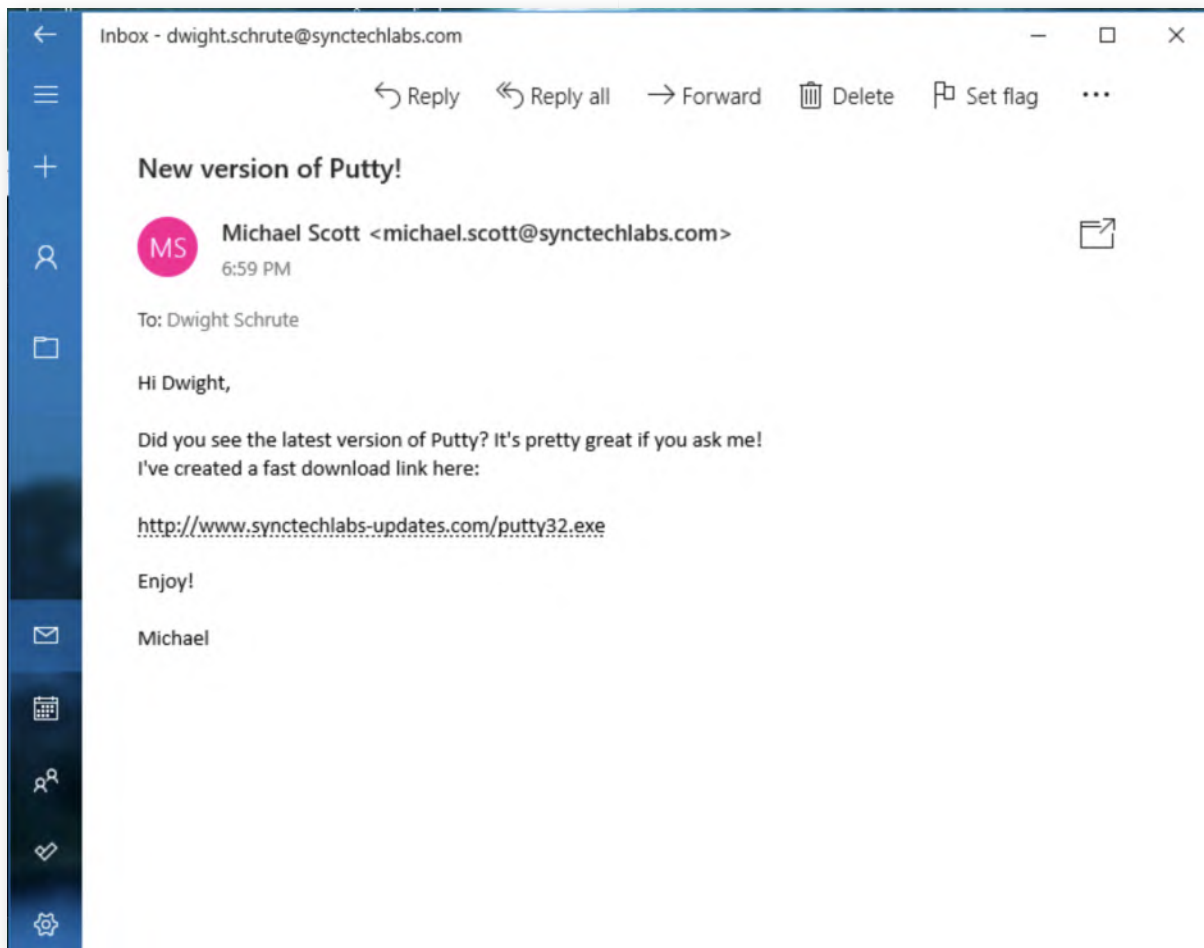 Inbox - dwight.schrute@synctechlabs.com
Reply Reply all Forward Delete Set flag
New version of Putty!
MS
Michael Scott <michael.scott@synctechlabs.com>
6:59 PM
To: Dwight Schrute
Hi Dwight,
Did you see the latest version of Putty? It's pretty great if you ask me!
I've created a fast download link here:
http://www.synctechlabs-updates.com/putty32.exe
Enjoy!
Michael